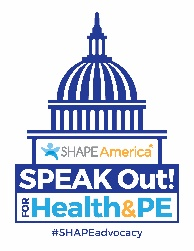 SHAPE America
SPEAK Out!
FOR Health&PE
#SHAPEadvocacy